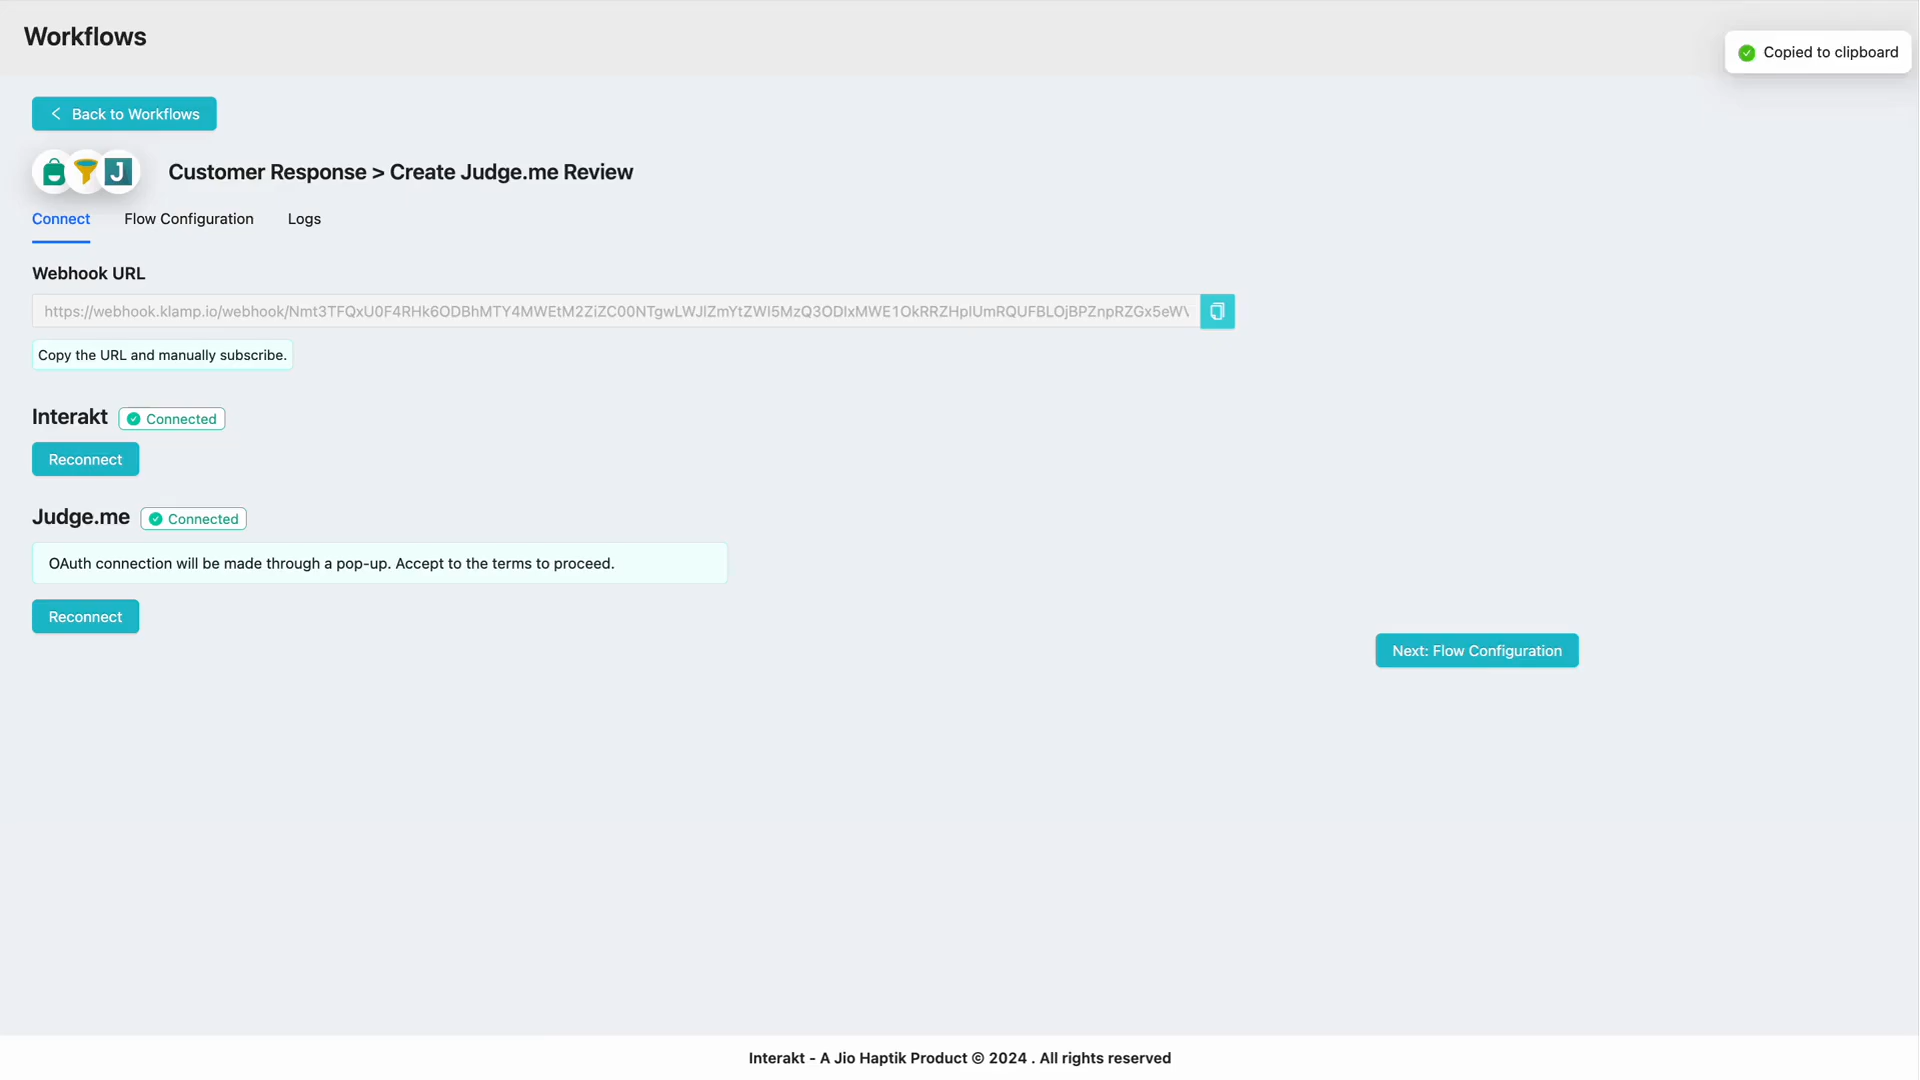 Workflows
Copied to clipboard
Back to Workflows
J
Customer Response > Create Judge.me Review
Connect Flow Configuration Logs
Webhook URL
https://webhook.klamp.io/webhook/Nmt3TFQxU0F4RHk6ODBhMTY4MWEtM2ZiZC00NTgwLWJlZmYtZWI5MzQ3ODIxMWE1OkRRZHplUmRQUFBLOjBPZnpRZGx5eWV
Copy the URL and manually subscribe.
Interakt Connected
Reconnect
Judge.me Connected
OAuth connection will be made through a pop-up. Accept to the terms to proceed.
Reconnect
Next: Flow Configuration
Interakt - A Jio Haptik Product © 2024 . All rights reserved